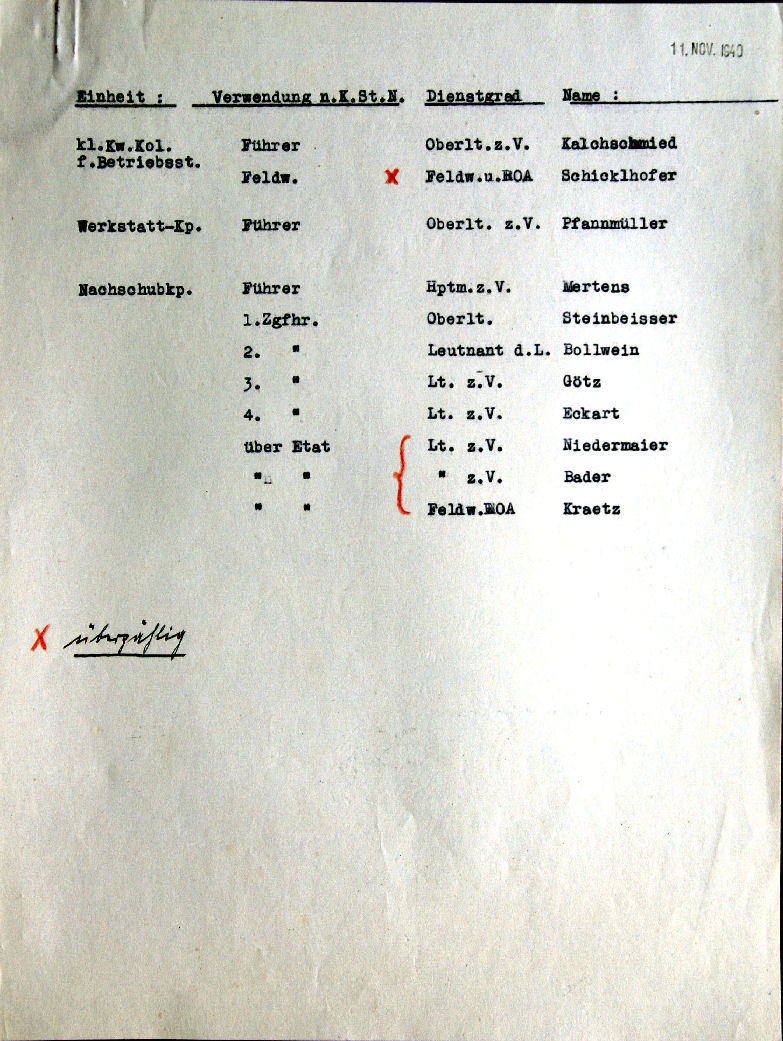 11. NOV. 1940
Einheit : Verwendung n.K.St.N. Dienstgrad Name :
kl.Kw.Kol. Führer Oberlt.z.V. Kalchschmied
f.Betriebsst.
Feldw. x Feldw.u.ROA Schicklhofer
Werkstatt-Kp. Führer Oberlt. z.V. Pfannmüller
Nachschubkp. Führer Hptm.z.V. Mertens
1.Zgfhr. Oberlt. Steinbeisser
2. " Leutnant d.L. Bollwein
3. " Lt. z.V. Götz
4. " Lt. z.V. Eckart
über Etat { Lt. z.V. Niedermaier
" " " z.V. Bader
" " Feldw.ROA Kraetz
x überzählig